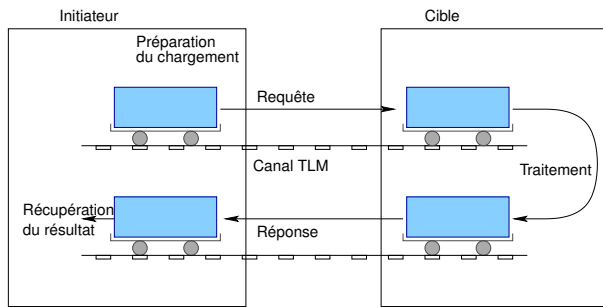 Initiateur
Cible
Préparation
du chargement
Requête
Canal TLM
Traitement
Récupération
du résultat
Réponse